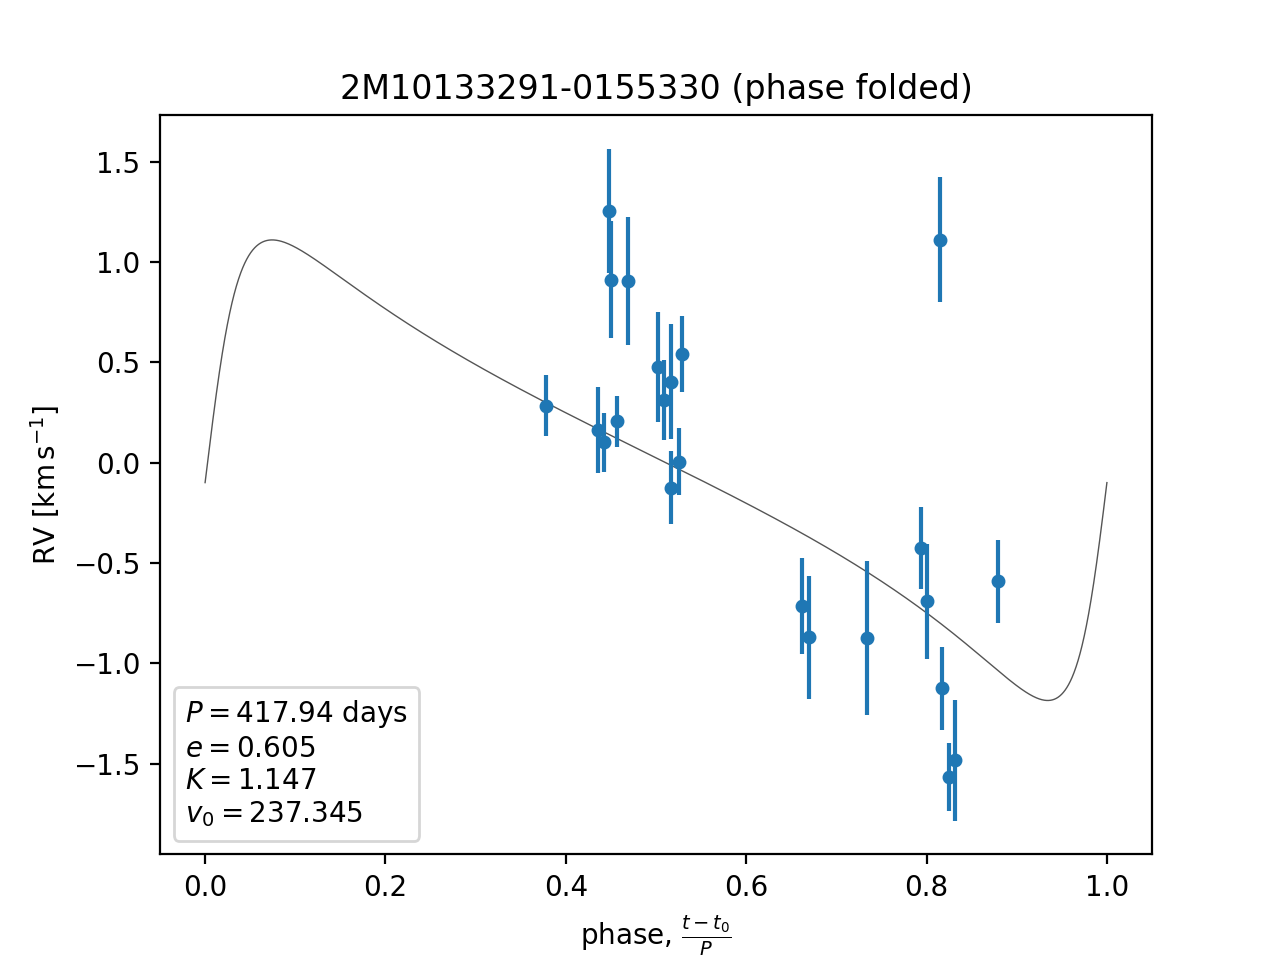 2M10133291-0155330 (phase folded)
RV [km s⁻¹]
1.5
1.0
0.5
0.0
−0.5
−1.0
−1.5
P = 417.94 days
e = 0.605
K = 1.147
v₀ = 237.345
0.0 0.2 0.4 0.6 0.8 1.0
phase, (t − t₀)/P